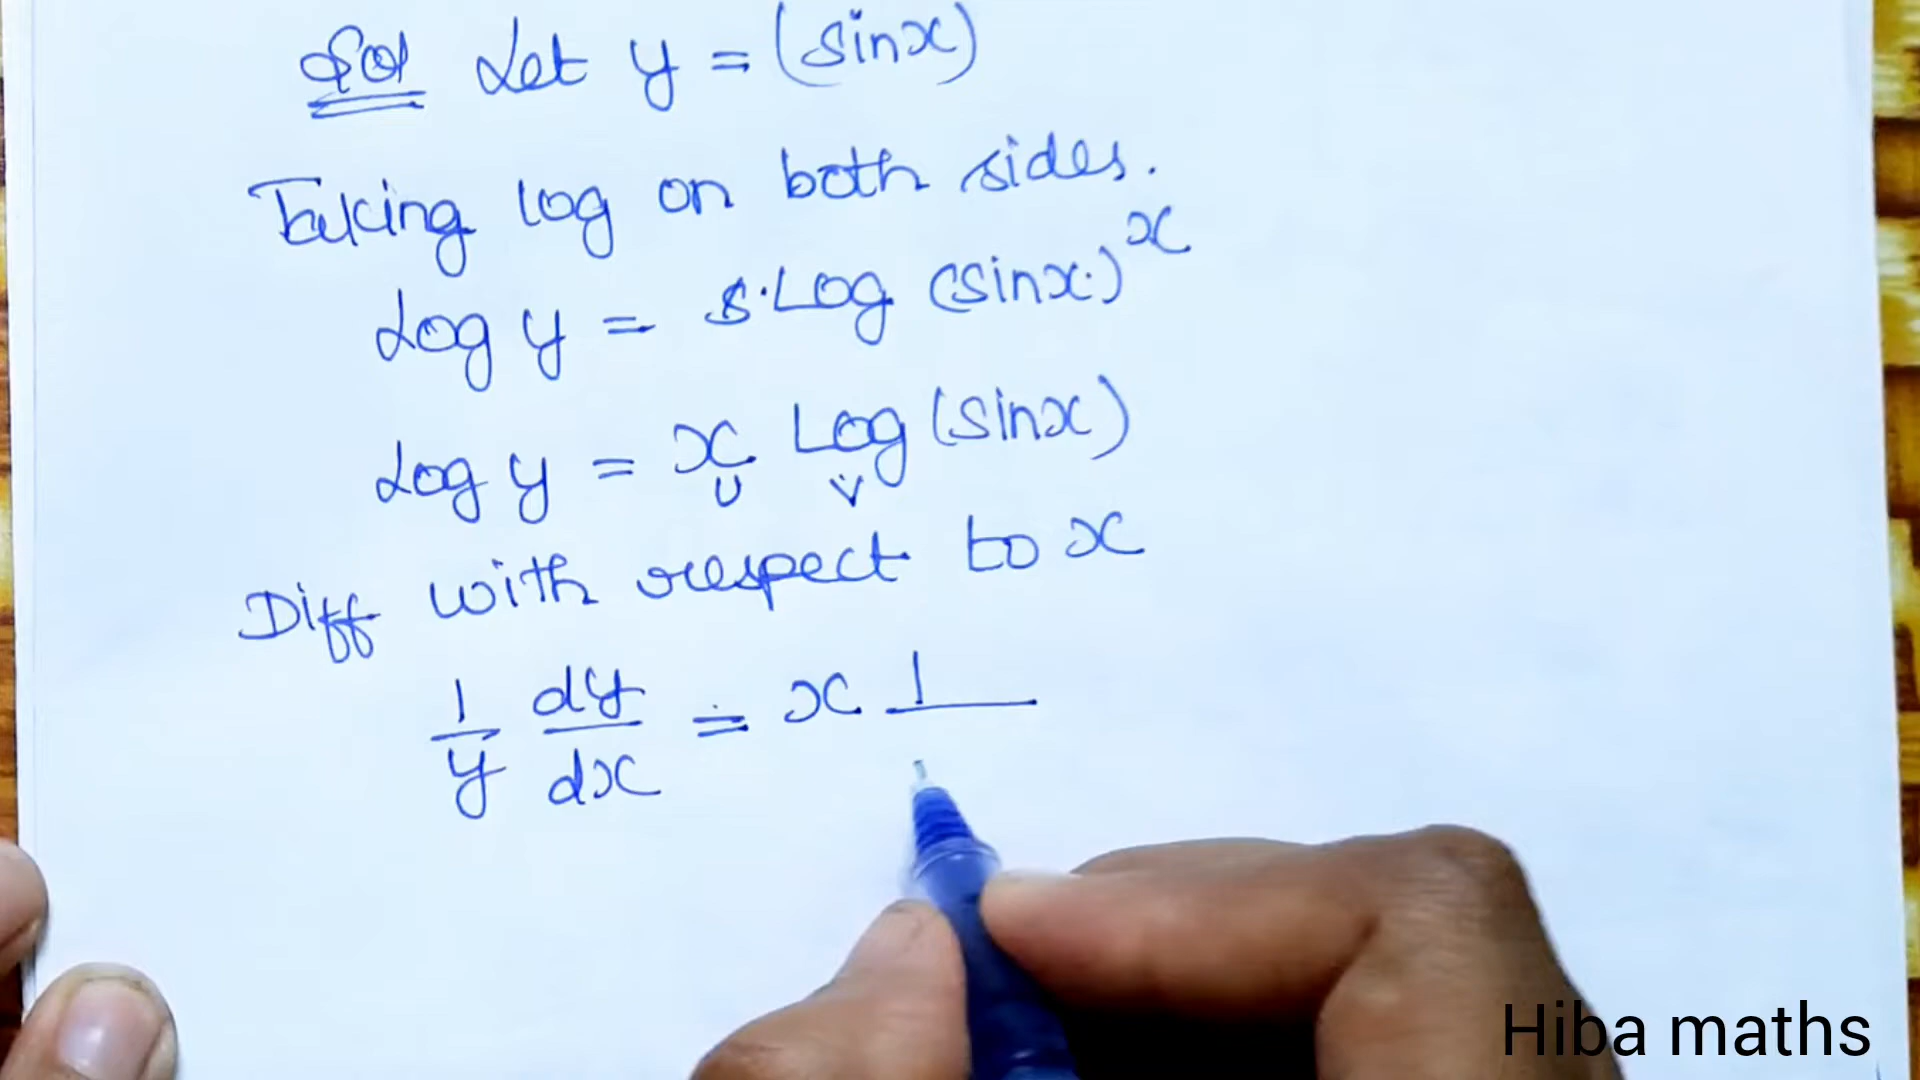 Sol Let y = (sinx)
Taking log on both sides.
Log y = s.Log (sinx.)^x
Log y = x Log (sinx)
U V
Diff with respect to x
1/y dy/dx = x 1/
Hiba maths